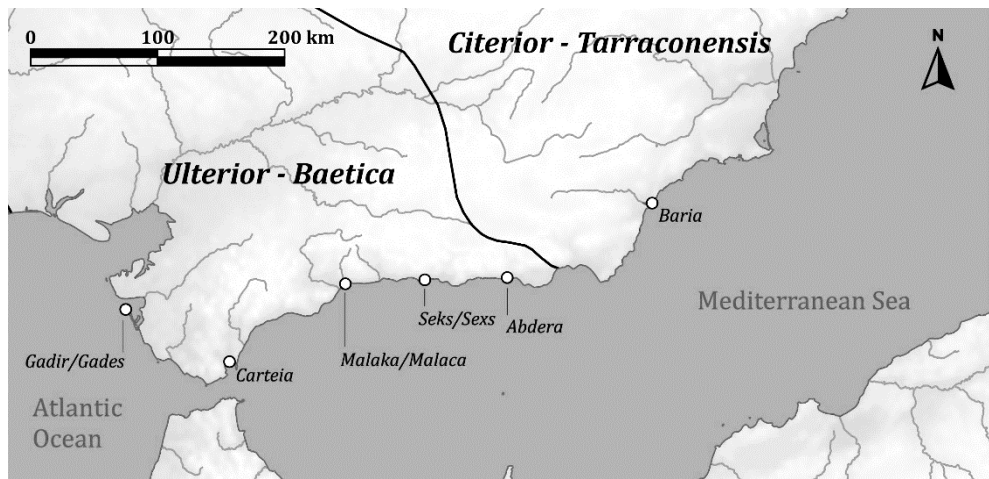 0 100 200 km
Citerior - Tarraconensis
N
Ulterior - Baetica
Baria
Mediterranean Sea
Seks/Sexs
Abdera
Gadir/Gades
Malaka/Malaca
Carteia
Atlantic
Ocean